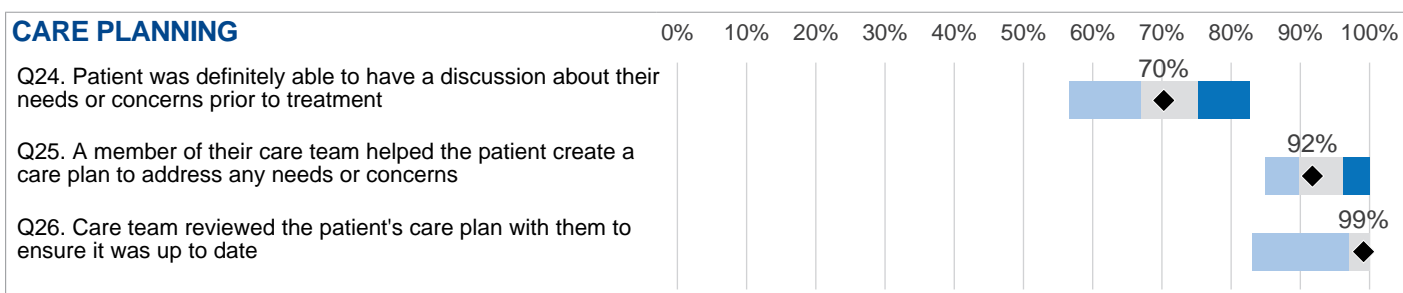 CARE PLANNING
0% 10% 20% 30% 40% 50% 60% 70% 80% 90% 100%
Q24. Patient was definitely able to have a discussion about their
needs or concerns prior to treatment
70%
Q25. A member of their care team helped the patient create a
care plan to address any needs or concerns
92%
Q26. Care team reviewed the patient's care plan with them to
ensure it was up to date
99%